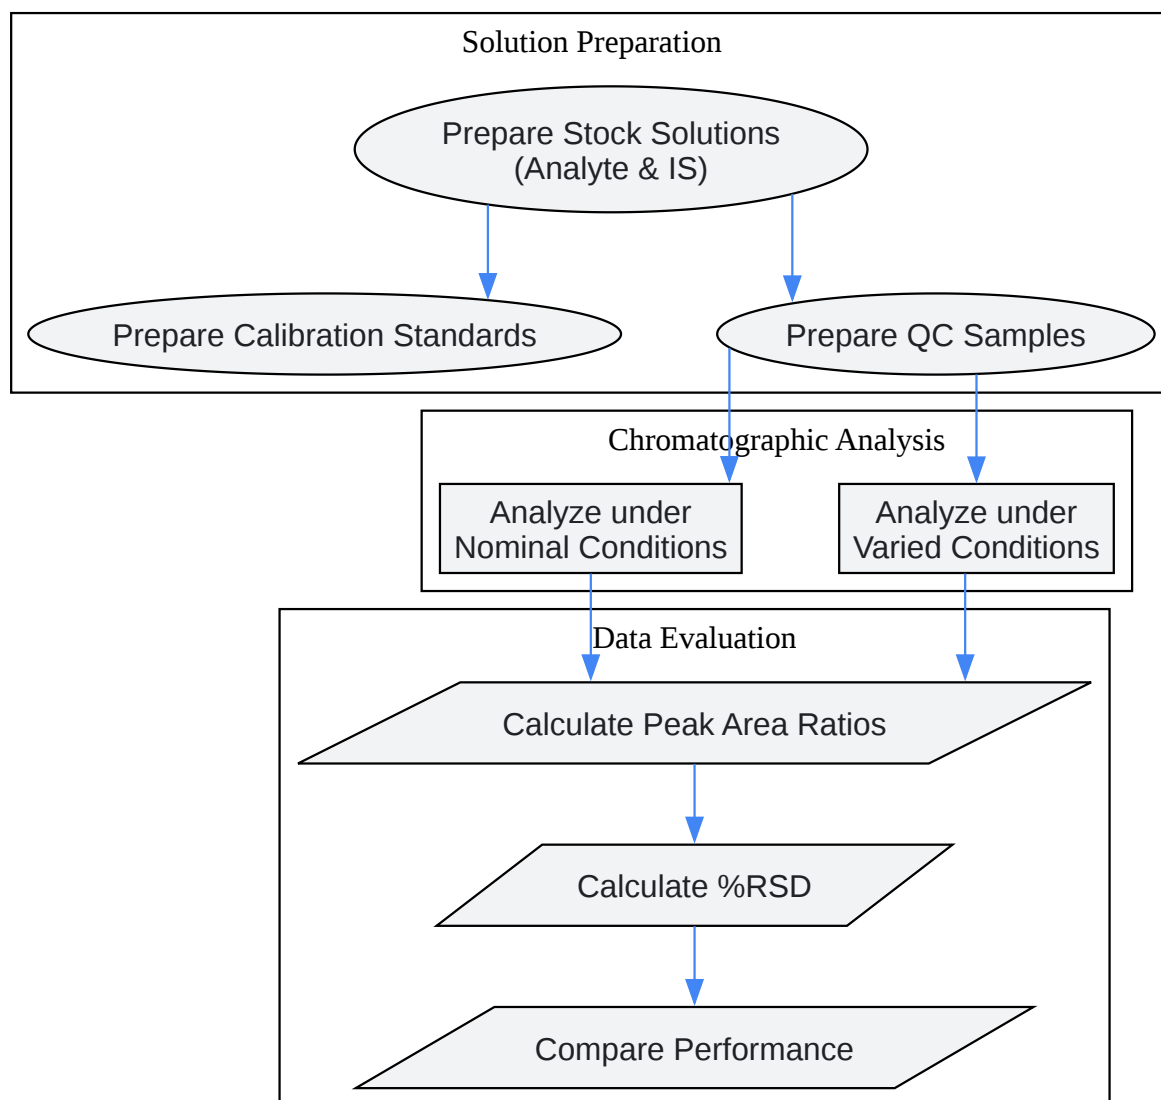 Solution Preparation
Prepare Stock Solutions
(Analyte & IS)
Prepare Calibration Standards
Prepare QC Samples
Chromatographic Analysis
Analyze under
Nominal Conditions
Analyze under
Varied Conditions
Data Evaluation
Calculate Peak Area Ratios
Calculate %RSD
Compare Performance